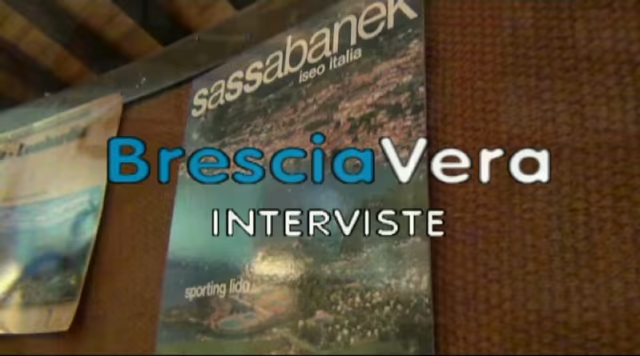 sassabanek
iseo italia
BresciaVera
INTERVISTE
sporting lido